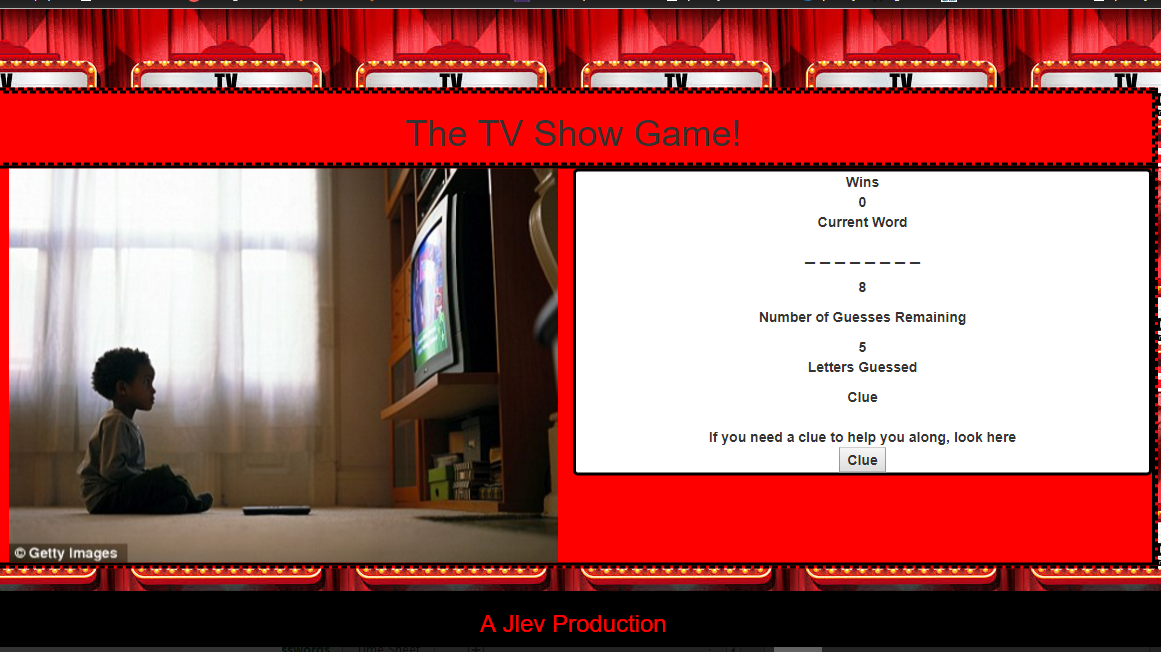 TV TV TV TV TV
The TV Show Game!
Wins
0
Current Word
_ _ _ _ _ _ _ _
8
Number of Guesses Remaining
5
Letters Guessed
Clue
If you need a clue to help you along, look here
Clue
© Getty Images
A Jlev Production